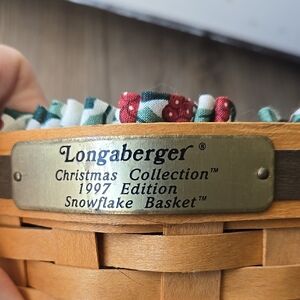 Longaberger ®
Christmas Collection™
1997 Edition
Snowflake Basket™